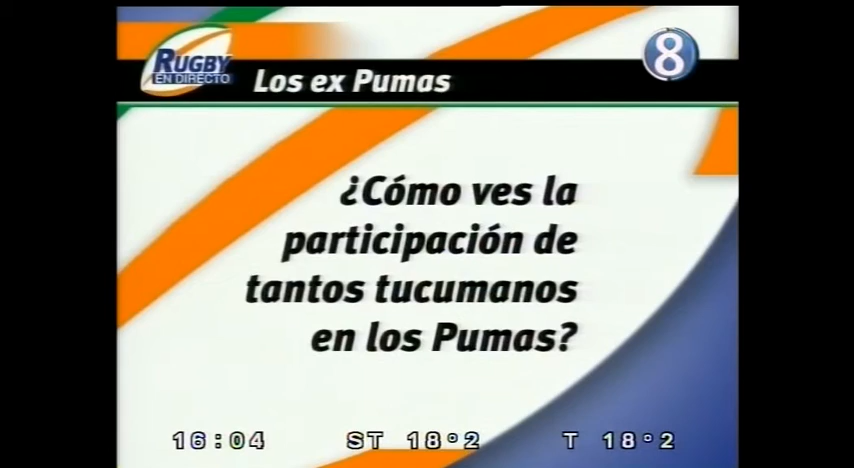 RUGBY
EN DIRECTO
Los ex Pumas
8
¿Cómo ves la
participación de
tantos tucumanos
en los Pumas?
16:04 ST 18°2 T 18°2